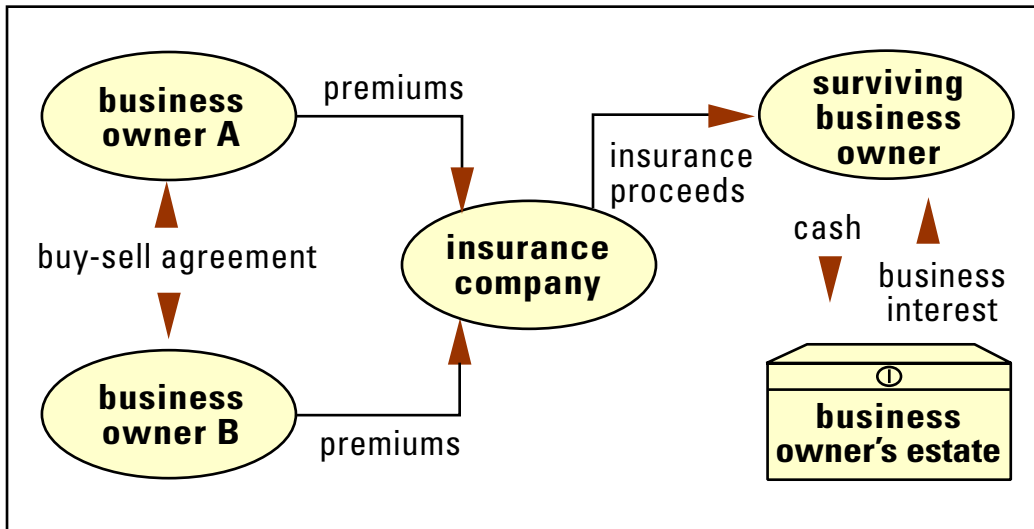 business
owner A
premiums
buy-sell agreement
business
owner B
premiums
insurance
company
insurance
proceeds
surviving
business
owner
cash
business
interest
business
owner’s estate